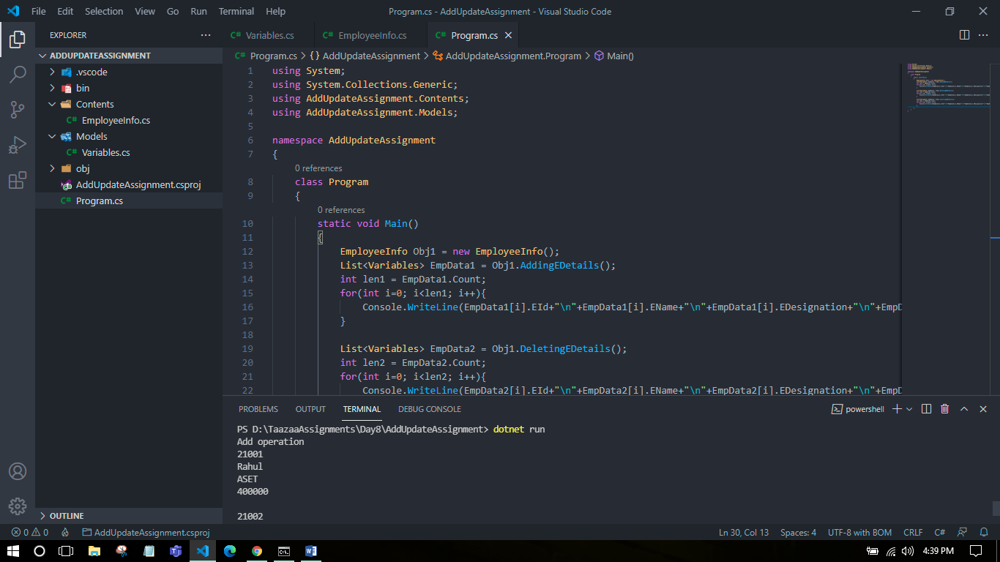 File Edit Selection View Go Run Terminal Help Program.cs - AddUpdateAssignment - Visual Studio Code
EXPLORER
ADDUPDATEASSIGNMENT
.vscode
bin
Contents
C# EmployeeInfo.cs
Models
C# Variables.cs
obj
AddUpdateAssignment.csproj
C# Program.cs
OUTLINE
C# Variables.cs C# EmployeeInfo.cs C# Program.cs
C# Program.cs > {} AddUpdateAssignment > AddUpdateAssignment.Program > Main()
1 using System;
2 using System.Collections.Generic;
3 using AddUpdateAssignment.Contents;
4 using AddUpdateAssignment.Models;
5
6 namespace AddUpdateAssignment
7 {
0 references
8 class Program
9 {
0 references
10 static void Main()
11 {
12 EmployeeInfo Obj1 = new EmployeeInfo();
13 List<Variables> EmpData1 = Obj1.AddingEDetails();
14 int len1 = EmpData1.Count;
15 for(int i=0; i<len1; i++){
16 Console.WriteLine(EmpData1[i].EId+"\n"+EmpData1[i].EName+"\n"+EmpData1[i].EDesignation+"\n"+EmpD
17 }
18
19 List<Variables> EmpData2 = Obj1.DeletingEDetails();
20 int len2 = EmpData2.Count;
21 for(int i=0; i<len2; i++){
22 Console.WriteLine(EmpData2[i].EId+"\n"+EmpData2[i].EName+"\n"+EmpData2[i].EDesignation+"\n"+EmpD
PROBLEMS OUTPUT TERMINAL DEBUG CONSOLE powershell
PS D:\TaazaaAssignments\Day8\AddUpdateAssignment> dotnet run
Add operation
21001
Rahul
ASET
400000
21002
0 0 AddUpdateAssignment.csproj Ln 30, Col 13 Spaces: 4 UTF-8 with BOM CRLF C#
4:39 PM